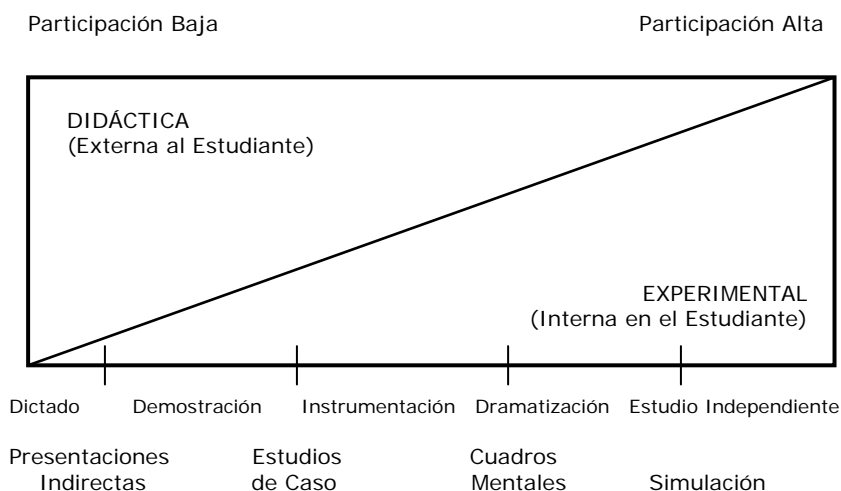 Participación Baja Participación Alta
DIDÁCTICA
(Externa al Estudiante)
EXPERIMENTAL
(Interna en el Estudiante)
Dictado Demostración Instrumentación Dramatización Estudio Independiente
Presentaciones Estudios Cuadros
Indirectas de Caso Mentales Simulación